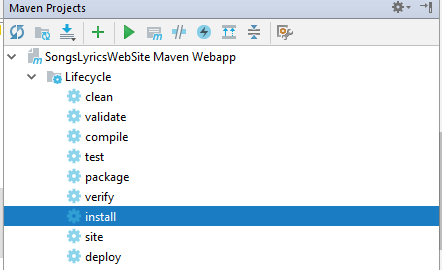 Maven Projects
SongsLyricsWebSite Maven Webapp
Lifecycle
clean
validate
compile
test
package
verify
install
site
deploy